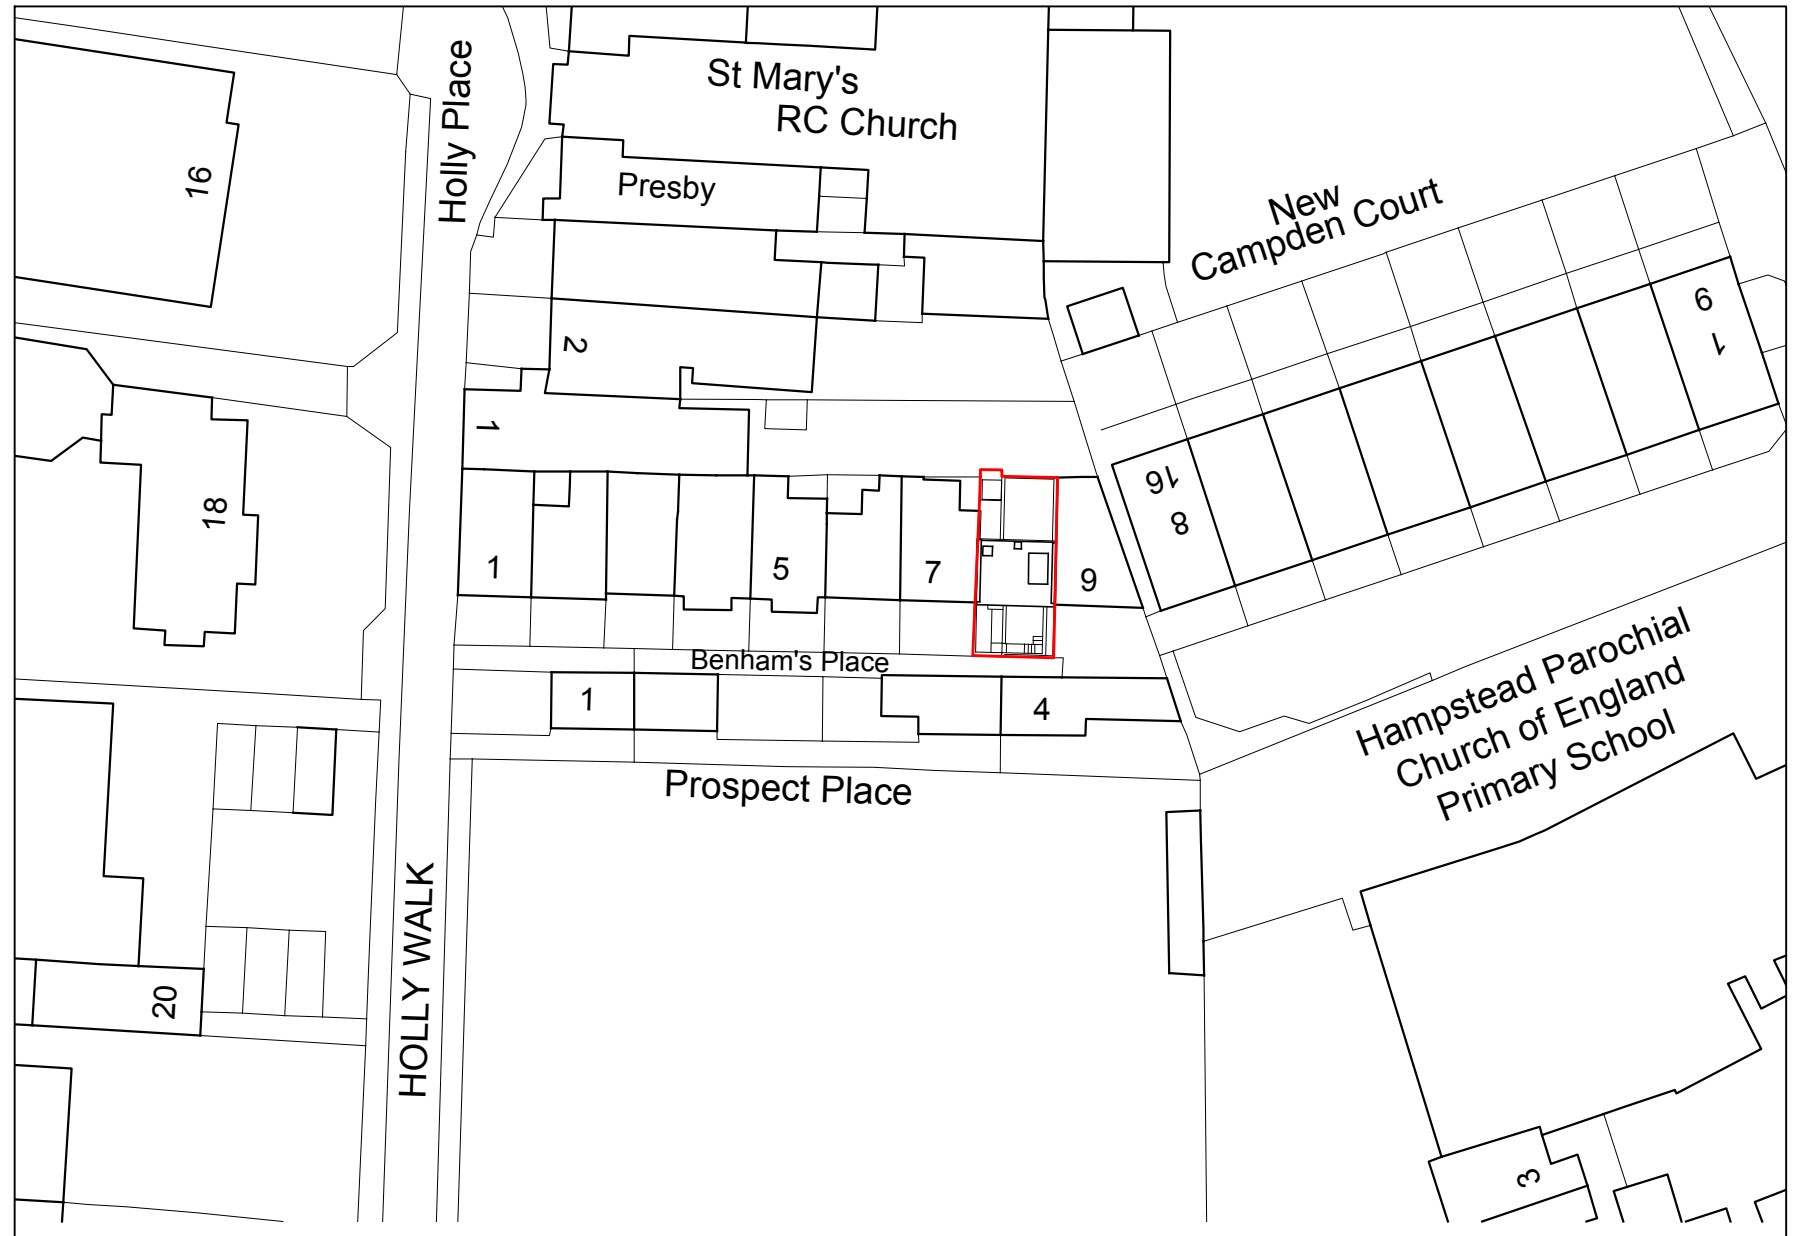 St Mary's
RC Church
Holly Place
16
Presby
New
Campden Court
9
1
2
1
16
8
18
1
5
7
9
Benham's Place
1
4
Prospect Place
Hampstead Parochial
Church of England
Primary School
HOLLY WALK
20
3